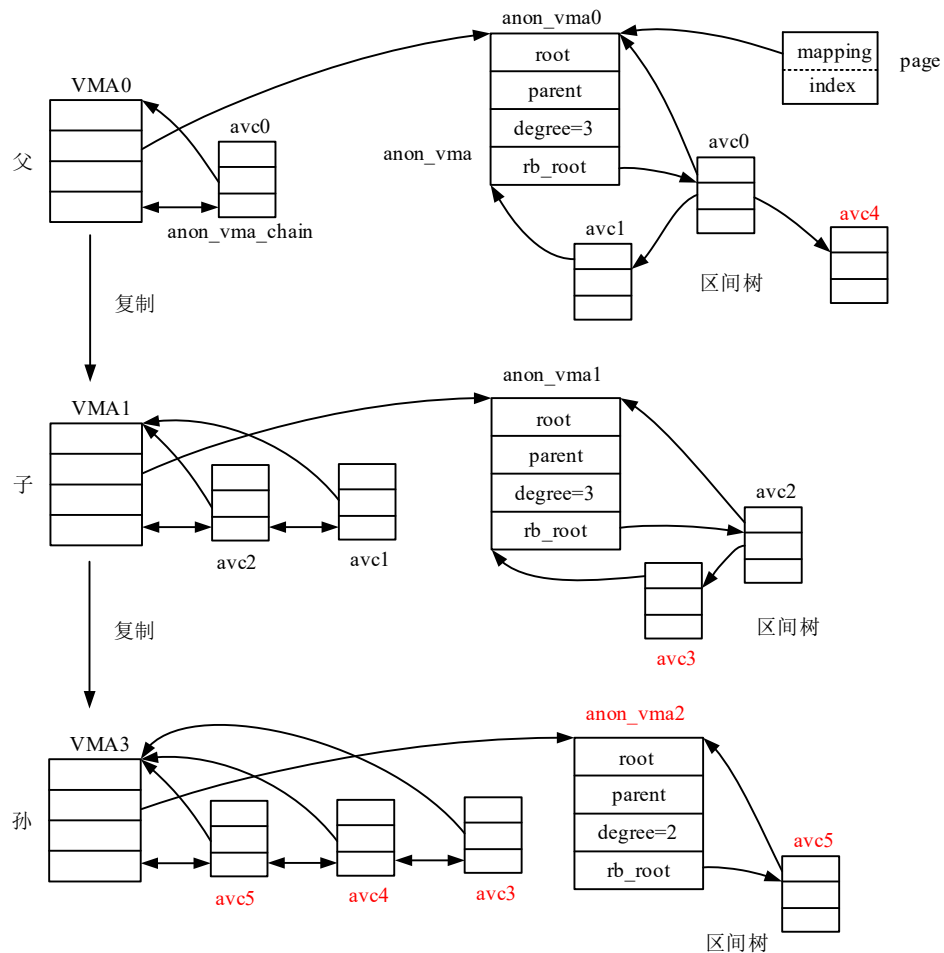 anon_vma0
root
parent
degree=3
rb_root
mapping
index
page
VMA0
avc0
父
anon_vma
anon_vma_chain
avc0
avc4
avc1
区间树
复制
anon_vma1
root
parent
degree=3
rb_root
VMA1
子
avc2
avc1
avc2
avc3
区间树
复制
anon_vma2
root
parent
degree=2
rb_root
VMA3
孙
avc5
avc4
avc3
avc5
区间树